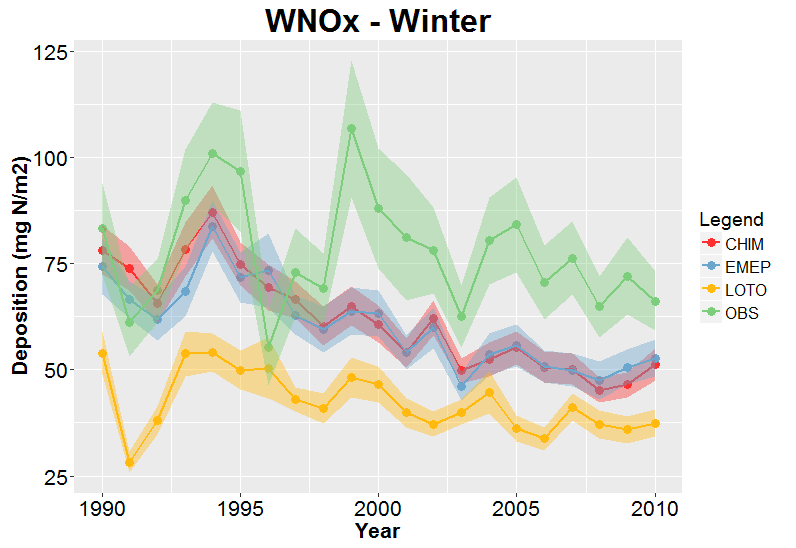 WNOx - Winter
Deposition (mg N/m2)
125
100
75
50
25
1990 1995 2000 2005 2010
Year
Legend
CHIM
EMEP
LOTO
OBS